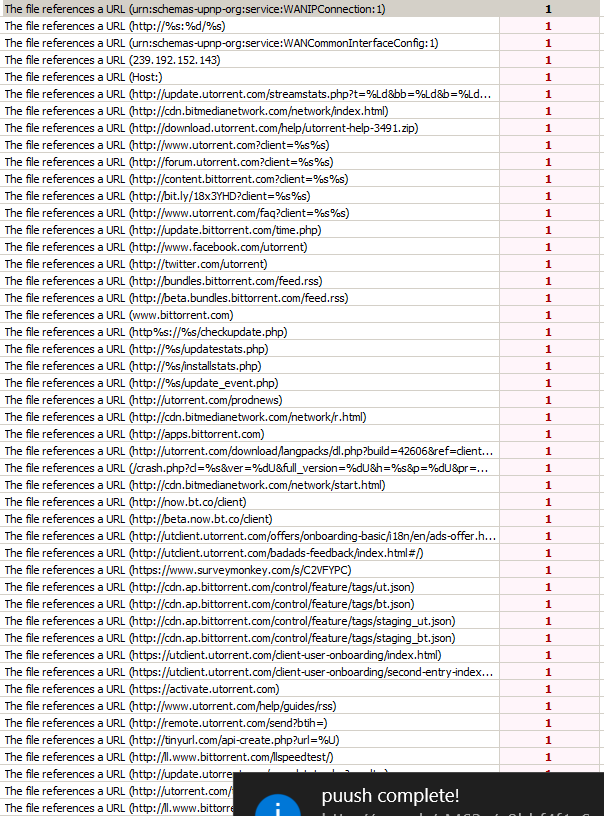 The file references a URL (urn:schemas-upnp-org:service:WANIPConnection:1) 1
The file references a URL (http://%s:%d/%s) 1
The file references a URL (urn:schemas-upnp-org:service:WANCommonInterfaceConfig:1) 1
The file references a URL (239.192.152.143) 1
The file references a URL (Host:) 1
The file references a URL (http://update.utorrent.com/streamstats.php?t=%Ld&bb=%Ld&b=%Ld... 1
The file references a URL (http://cdn.bitmedianetwork.com/network/index.html) 1
The file references a URL (http://download.utorrent.com/help/utorrent-help-3491.zip) 1
The file references a URL (http://www.utorrent.com?client=%s%s) 1
The file references a URL (http://forum.utorrent.com?client=%s%s) 1
The file references a URL (http://content.bittorrent.com?client=%s%s) 1
The file references a URL (http://bit.ly/18x3YHD?client=%s%s) 1
The file references a URL (http://www.utorrent.com/faq?client=%s%s) 1
The file references a URL (http://update.bittorrent.com/time.php) 1
The file references a URL (http://www.facebook.com/utorrent) 1
The file references a URL (http://twitter.com/utorrent) 1
The file references a URL (http://bundles.bittorrent.com/feed.rss) 1
The file references a URL (http://beta.bundles.bittorrent.com/feed.rss) 1
The file references a URL (www.bittorrent.com) 1
The file references a URL (http%s://%s/checkupdate.php) 1
The file references a URL (http://%s/updatestats.php) 1
The file references a URL (http://%s/installstats.php) 1
The file references a URL (http://%s/update_event.php) 1
The file references a URL (http://utorrent.com/prodnews) 1
The file references a URL (http://cdn.bitmedianetwork.com/network/r.html) 1
The file references a URL (http://apps.bittorrent.com) 1
The file references a URL (http://utorrent.com/download/langpacks/dl.php?build=42606&ref=client... 1
The file references a URL (/crash.php?cl=%s&ver=%dU&full_version=%dU&h=%s&p=%dU&pr=... 1
The file references a URL (http://cdn.bitmedianetwork.com/network/start.html) 1
The file references a URL (http://now.bt.co/client) 1
The file references a URL (http://beta.now.bt.co/client) 1
The file references a URL (http://utclient.utorrent.com/offers/onboarding-basic/i18n/en/ads-offer.h... 1
The file references a URL (http://utclient.utorrent.com/badads-feedback/index.html#/) 1
The file references a URL (https://www.surveymonkey.com/s/C2VFYPC) 1
The file references a URL (http://cdn.ap.bittorrent.com/control/feature/tags/ut.json) 1
The file references a URL (http://cdn.ap.bittorrent.com/control/feature/tags/bt.json) 1
The file references a URL (http://cdn.ap.bittorrent.com/control/feature/tags/staging_ut.json) 1
The file references a URL (http://cdn.ap.bittorrent.com/control/feature/tags/staging_bt.json) 1
The file references a URL (https://utclient.utorrent.com/client-user-onboarding/index.html) 1
The file references a URL (https://utclient.utorrent.com/client-user-onboarding/second-entry-index... 1
The file references a URL (https://activate.utorrent.com) 1
The file references a URL (http://www.utorrent.com/help/guides/rss) 1
The file references a URL (http://remote.utorrent.com/send?btih=) 1
The file references a URL (http://tinyurl.com/api-create.php?url=%U) 1
The file references a URL (http://ll.www.bittorrent.com/llspeedtest/) 1
The file references a URL (http://update.utorre
The file references a URL (http://utorrent.com/
The file references a URL (http://ll.www.bittorre
puush complete!